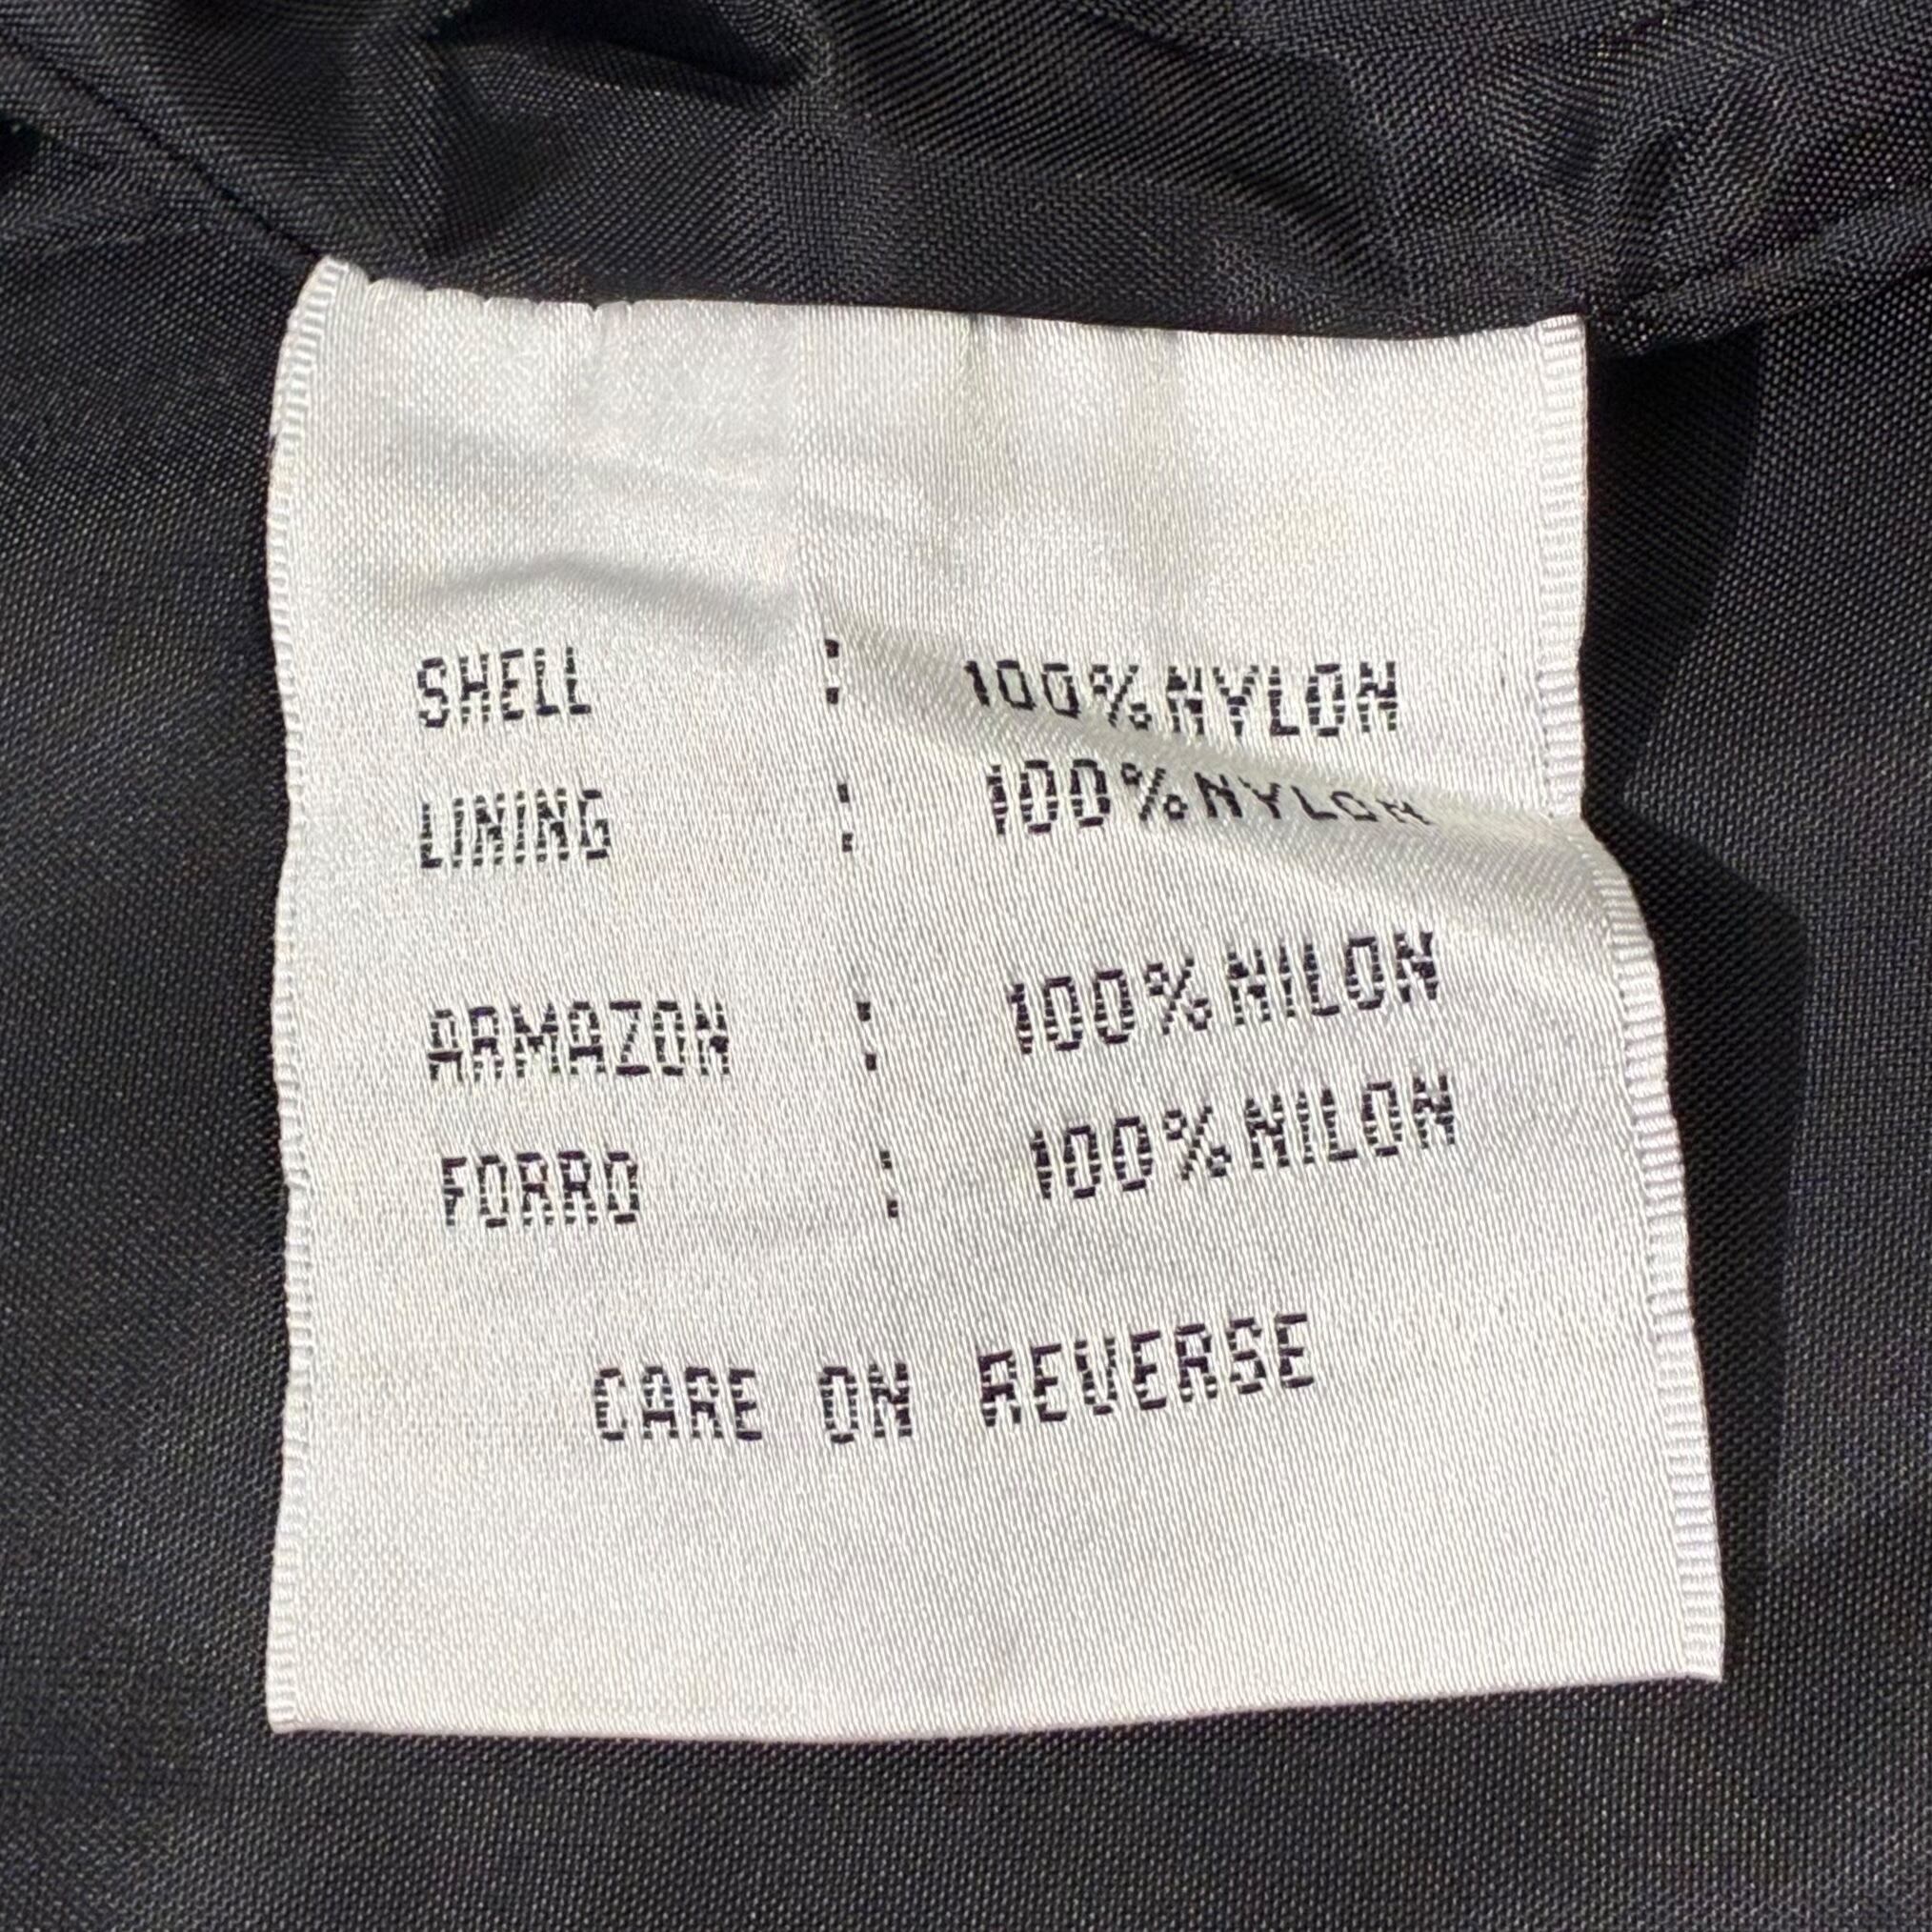 SHELL : 100% NYLON
LINING : 100% NYLON
ARMAZON : 100% NILON
FORRO : 100% NILON
CARE ON REVERSE